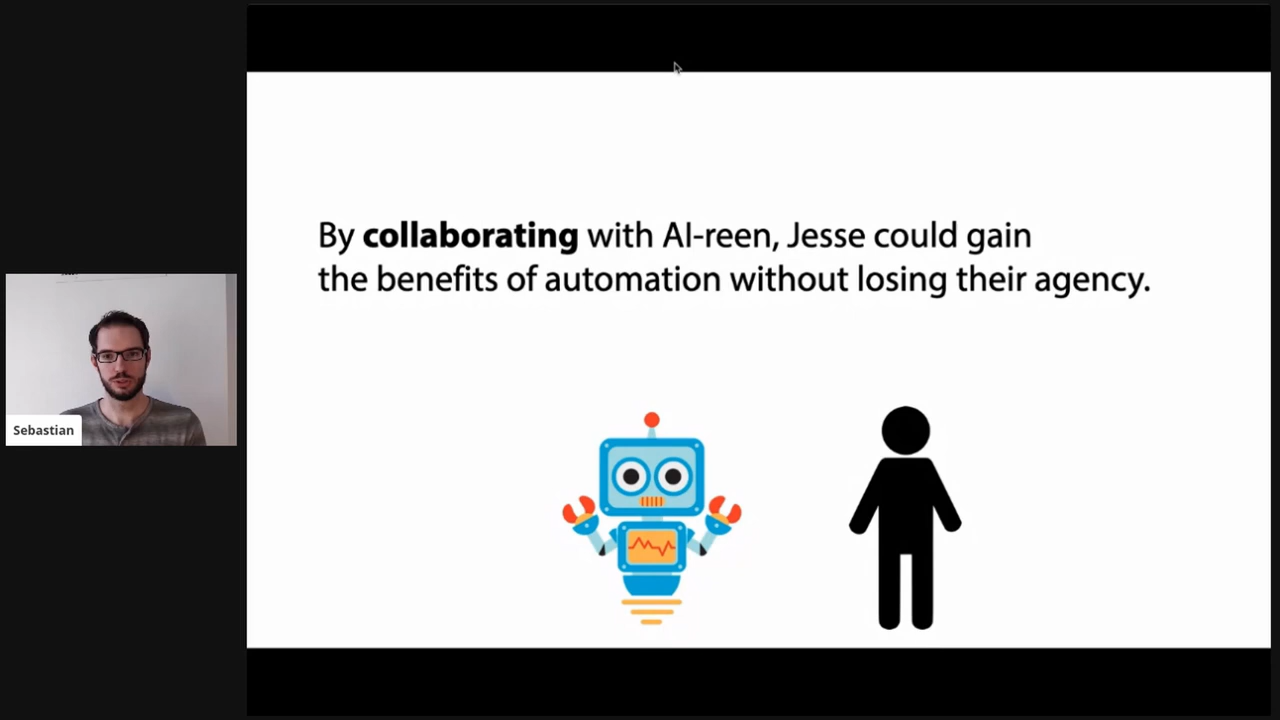 By collaborating with AI-reen, Jesse could gain
the benefits of automation without losing their agency.
Sebastian